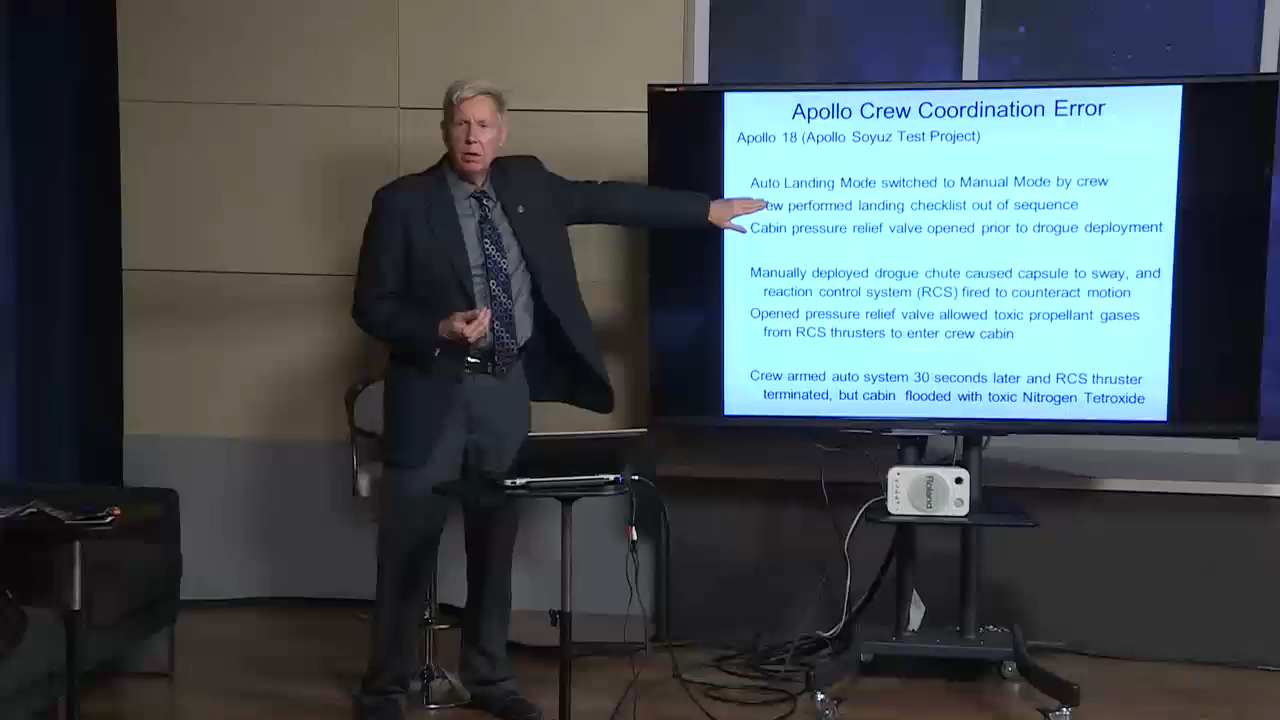 Apollo Crew Coordination Error
Apollo 18 (Apollo Soyuz Test Project)
Auto Landing Mode switched to Manual Mode by crew
performed landing checklist out of sequence
Cabin pressure relief valve opened prior to drogue deployment
Manually deployed drogue chute caused capsule to sway, and
reaction control system (RCS) fired to counteract motion
Opened pressure relief valve allowed toxic propellant gases
from RCS thrusters to enter crew cabin
Crew armed auto system 30 seconds later and RCS thruster
terminated, but cabin flooded with toxic Nitrogen Tetroxide
Roland